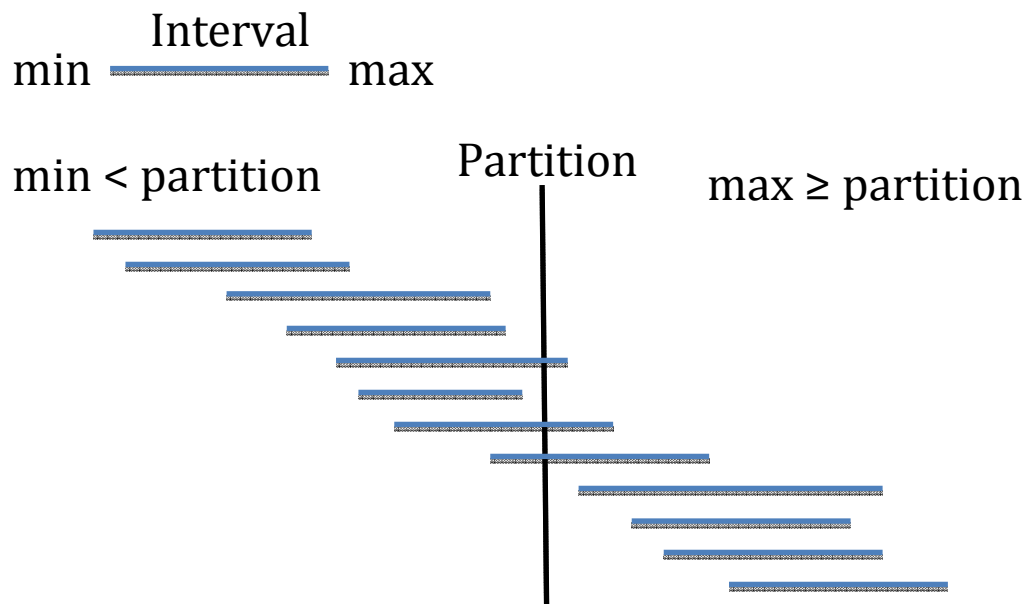 Interval
min max
Partition
min < partition
max ≥ partition